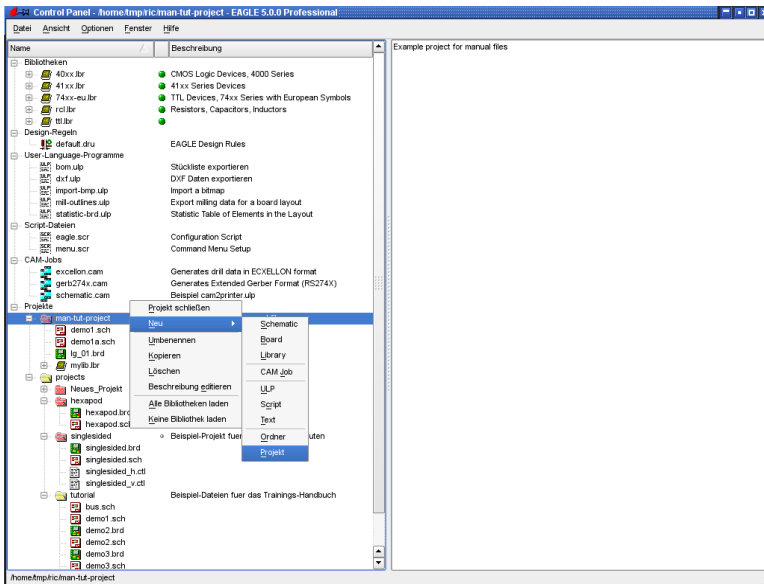 Control Panel - /home/tmp/ric/man-tut-project - EAGLE 5.0.0 Professional
Datei Ansicht Optionen Fenster Hilfe
Name Beschreibung
Example project for manual files
Bibliotheken
40xx.lbr CMOS Logic Devices, 4000 Series
41xx.lbr 41xx Series Devices
74xx-eu.lbr TTL Devices, 74xx Series with European Symbols
rcl.lbr Resistors, Capacitors, Inductors
ttl.lbr
Design-Regeln
default.dru EAGLE Design Rules
User-Language-Programme
bom.ulp Stückliste exportieren
dxf.ulp DXF Daten exportieren
import-bmp.ulp Import a bitmap
mill-outlines.ulp Export milling data for a board layout
statistic-brd.ulp Statistic Table of Elements in the Layout
Script-Dateien
eagle.scr Configuration Script
menu.scr Command Menu Setup
CAM-Jobs
excellon.cam Generates drill data in ECXELLON format
gerb274x.cam Generates Extended Gerber Format (RS274X)
schematic.cam Beispiel cam2printer.ulp
Projekte
man-tut-project
demo1.sch
demo1a.sch
lg_01.brd
mylib.lbr
projects
Neues_Projekt
hexapod
hexapod.brd
hexapod.sch
singlesided Beispiel-Projekt fuer uten
singlesided.brd
singlesided.sch
singlesided_h.ctl
singlesided_v.ctl
tutorial Beispiel-Dateien fuer das Trainings-Handbuch
bus.sch
demo1.sch
demo2.brd
demo2.sch
demo3.brd
demo3.sch
Projekt schließen
Neu
Umbenennen
Kopieren
Löschen
Beschreibung editieren
Alle Bibliotheken laden
Keine Bibliothek laden
Schematic
Board
Library
CAM Job
ULP
Script
Text
Ordner
Projekt
/home/tmp/ric/man-tut-project